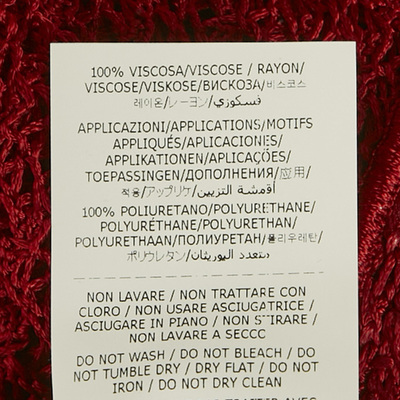 100% VISCOSA/VISCOSE / RAYON/
VISCOSE/VISKOSE/ВИСКОЗА/비스코스
레이온/レーヨン/فسكوزي
APPLICAZIONI/APPLICATIONS/MOTIFS
APPLIQUÉS/APLICACIONES/
APPLIKATIONEN/APLICAÇÕES/
TOEPASSINGEN/ДОПОЛНЕНИЯ/应用/
적용/アップリケ/أقمشة التزيين
100% POLIURETANO/POLYURETHANE/
POLYURÉTHANE/POLYURETHAN/
POLYURETHAAN/ПОЛИУРЕТАН/폴리우레탄/
ポリウレタン/متعدد اليوريثان
NON LAVARE / NON TRATTARE CON
CLORO / NON USARE ASCIUGATRICE /
ASCIUGARE IN PIANO / NON STIRARE /
NON LAVARE A SECCO
DO NOT WASH / DO NOT BLEACH / DO
NOT TUMBLE DRY / DRY FLAT / DO NOT
IRON / DO NOT DRY CLEAN